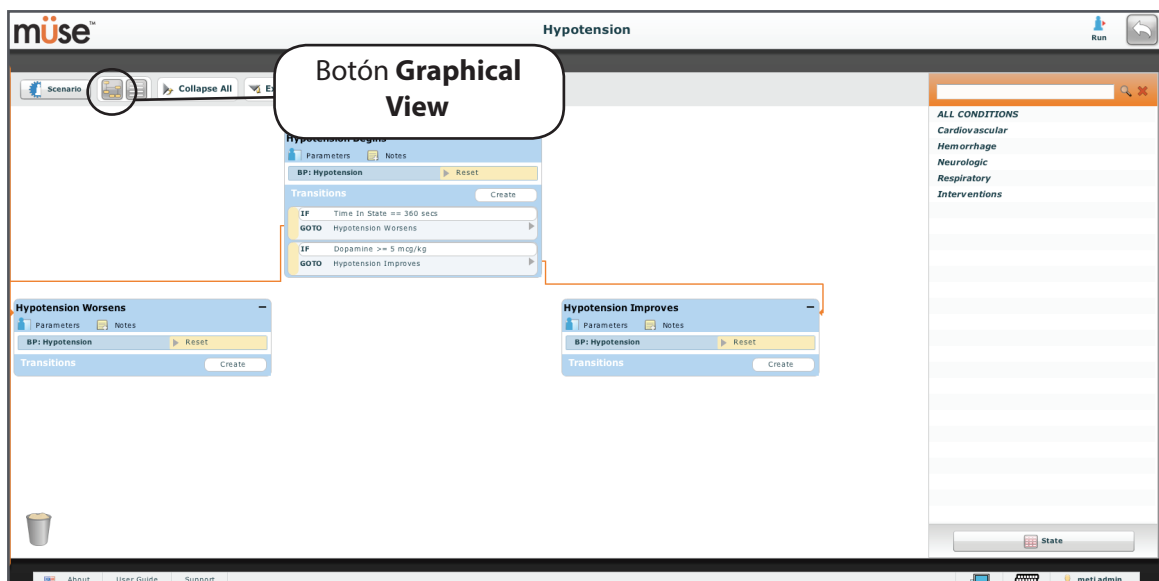 müse™
Hypotension
Run
Scenario
Collapse All
Botón Graphical
View
ALL CONDITIONS
Cardiovascular
Hemorrhage
Neurologic
Respiratory
Interventions
Hypotension Begins
Parameters Notes
BP: Hypotension Reset
Transitions Create
IF Time In State == 360 secs
GOTO Hypotension Worsens
IF Dopamine >= 5 mcg/kg
GOTO Hypotension Improves
Hypotension Worsens –
Parameters Notes
BP: Hypotension Reset
Transitions Create
Hypotension Improves –
Parameters Notes
BP: Hypotension Reset
Transitions Create
State
About User Guide Support
meti admin